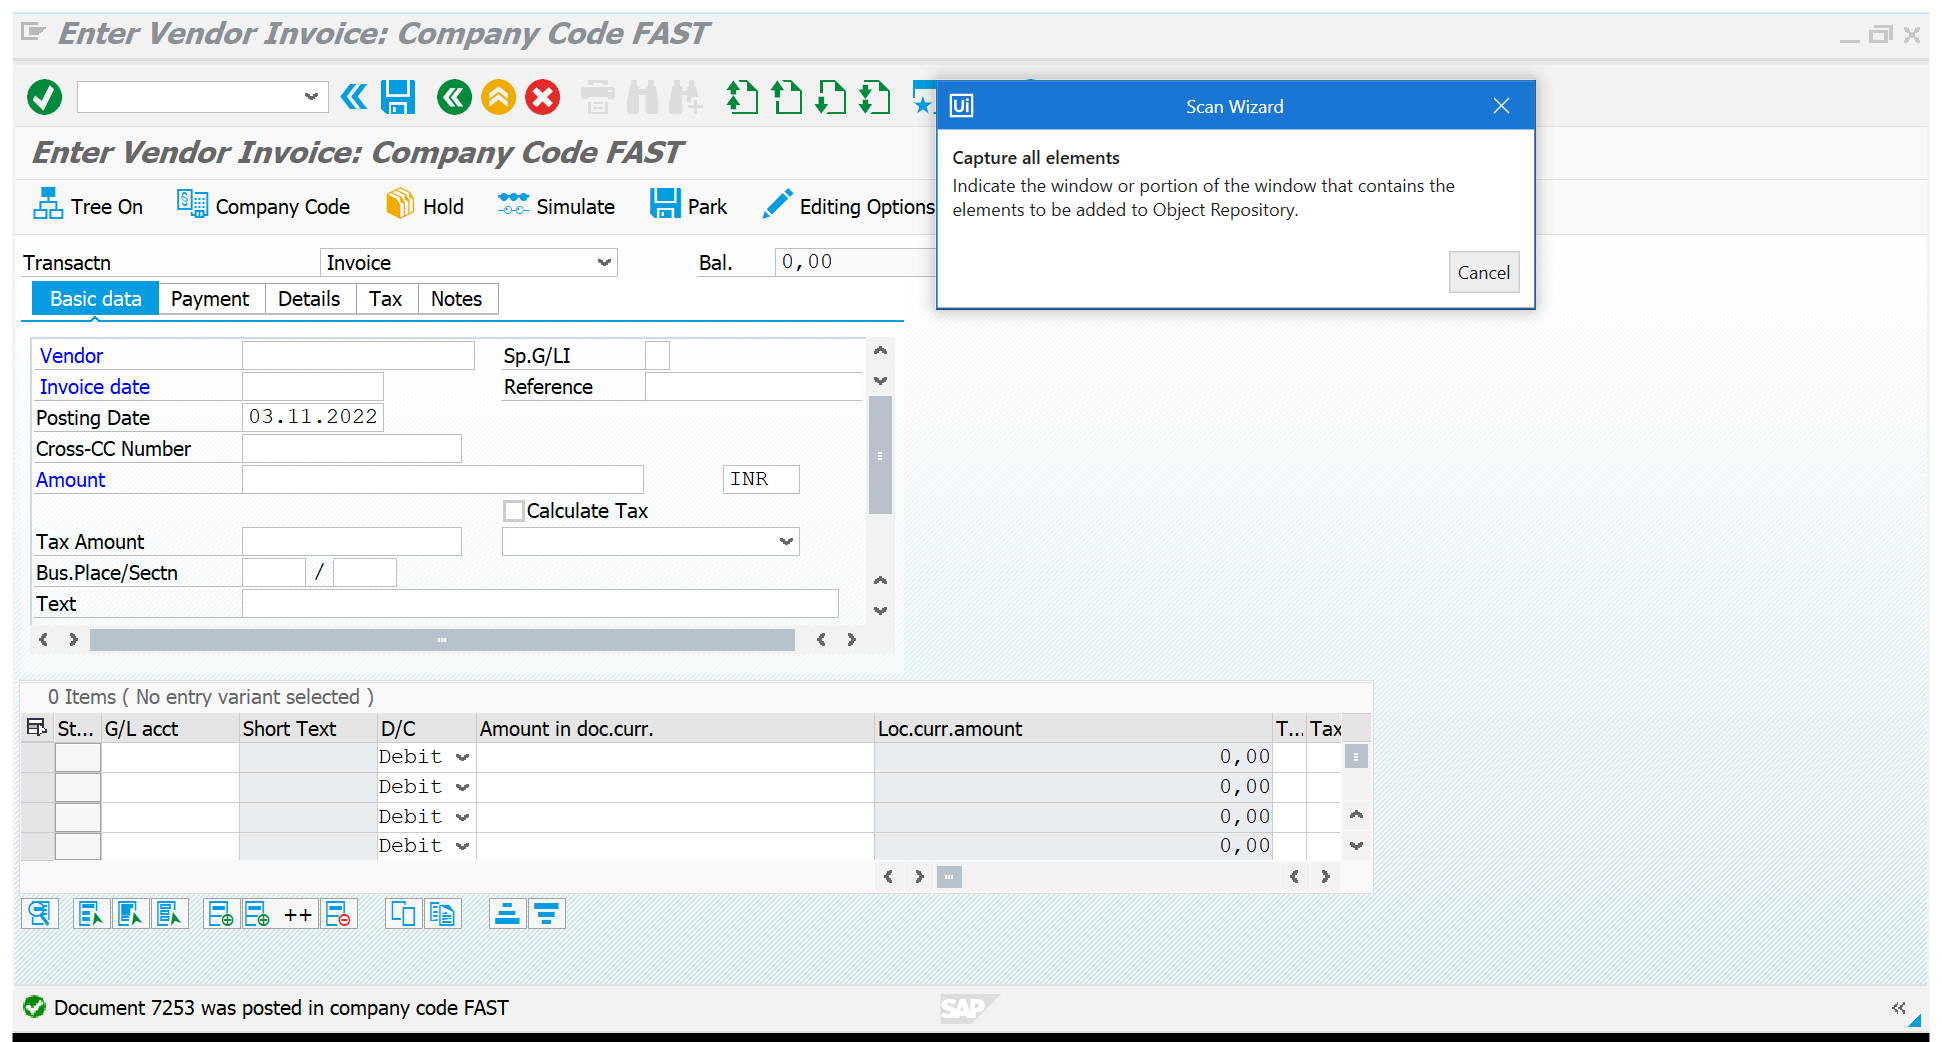 Enter Vendor Invoice: Company Code FAST
Ui Scan Wizard
Capture all elements
Indicate the window or portion of the window that contains the
elements to be added to Object Repository.
Cancel
Enter Vendor Invoice: Company Code FAST
Tree On Company Code Hold Simulate Park Editing Options
Transactn Invoice Bal. 0,00
Basic data Payment Details Tax Notes
Vendor Sp.G/LI
Invoice date Reference
Posting Date 03.11.2022
Cross-CC Number
Amount INR
Calculate Tax
Tax Amount
Bus.Place/Sectn /
Text
0 Items ( No entry variant selected )
St... G/L acct Short Text D/C Amount in doc.curr. Loc.curr.amount T... Tax
Debit 0,00
Debit 0,00
Debit 0,00
Debit 0,00
++
Document 7253 was posted in company code FAST
SAP